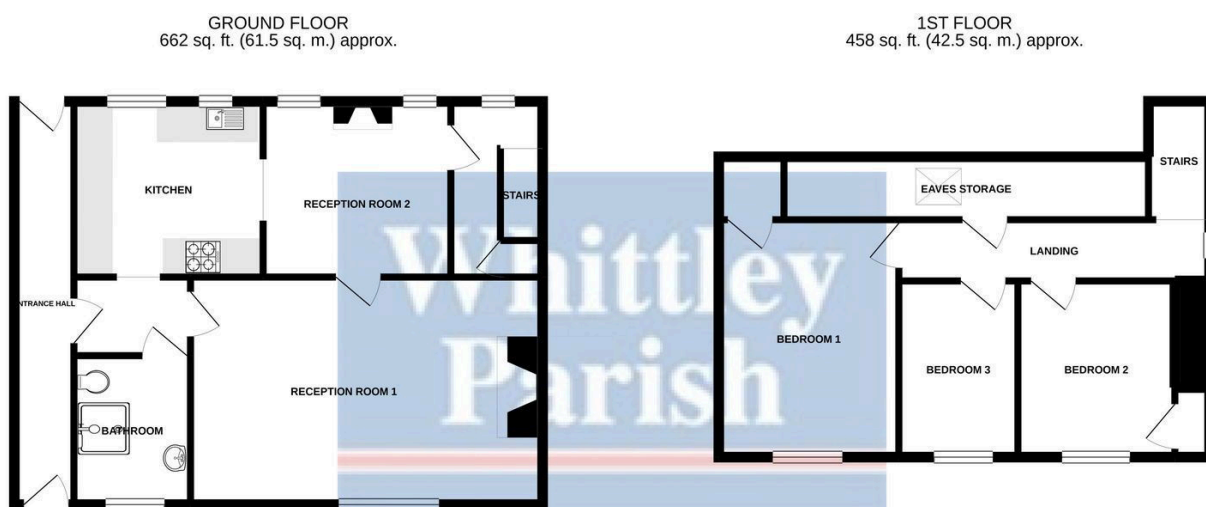 GROUND FLOOR
662 sq. ft. (61.5 sq. m.) approx.
1ST FLOOR
458 sq. ft. (42.5 sq. m.) approx.
KITCHEN
RECEPTION ROOM 2
STAIRS
NTRANCE HALL
RECEPTION ROOM 1
BATHROOM
STAIRS
EAVES STORAGE
LANDING
BEDROOM 1
BEDROOM 3
BEDROOM 2
Whittley
Parish